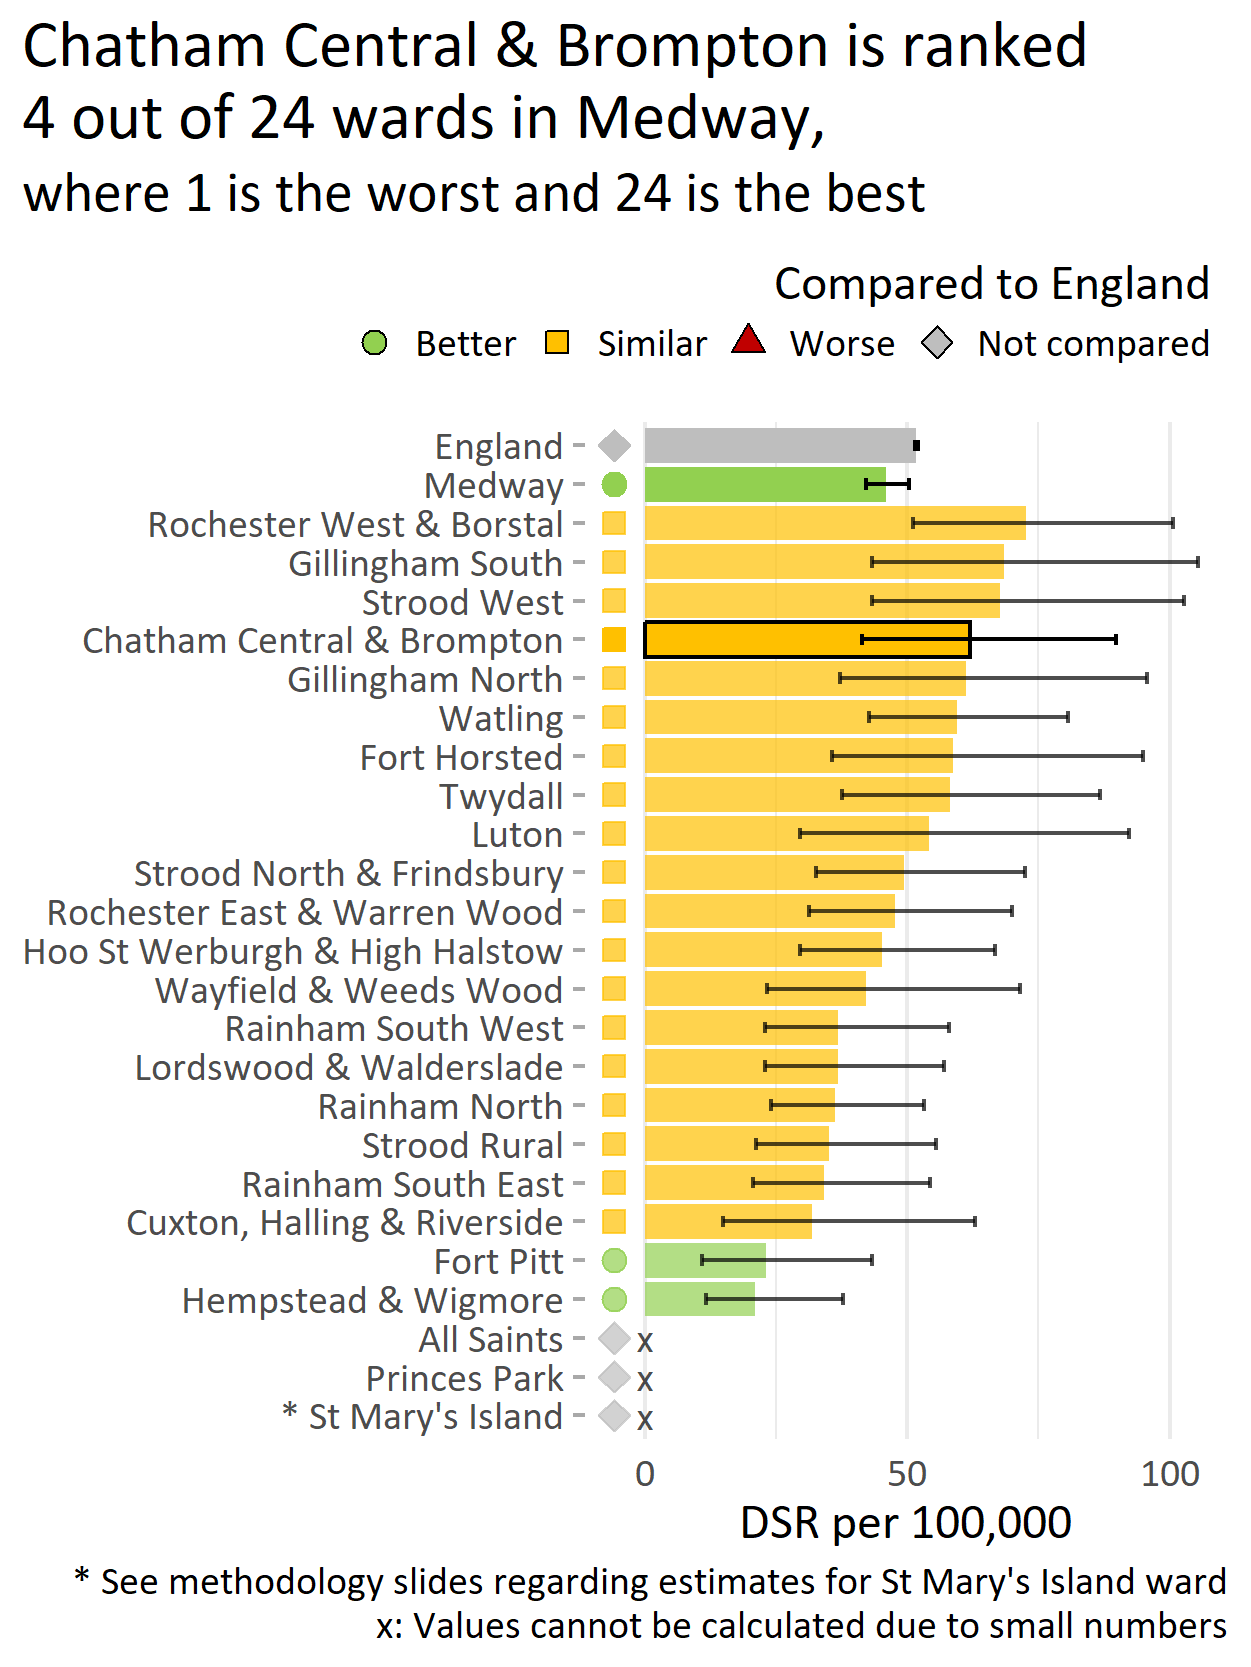 Chatham Central & Brompton is ranked
4 out of 24 wards in Medway,
where 1 is the worst and 24 is the best
Compared to England
Better Similar Worse Not compared
England
Medway
Rochester West & Borstal
Gillingham South
Strood West
Chatham Central & Brompton
Gillingham North
Watling
Fort Horsted
Twydall
Luton
Strood North & Frindsbury
Rochester East & Warren Wood
Hoo St Werburgh & High Halstow
Wayfield & Weeds Wood
Rainham South West
Lordswood & Walderslade
Rainham North
Strood Rural
Rainham South East
Cuxton, Halling & Riverside
Fort Pitt
Hempstead & Wigmore
All Saints x
Princes Park x
* St Mary's Island x
0 50 100
DSR per 100,000
* See methodology slides regarding estimates for St Mary's Island ward
x: Values cannot be calculated due to small numbers